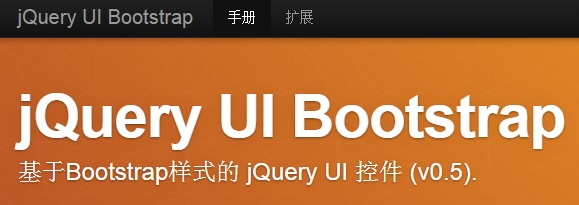 jQuery UI Bootstrap 手册 扩展
jQuery UI Bootstrap
基于Bootstrap样式的 jQuery UI 控件 (v0.5).